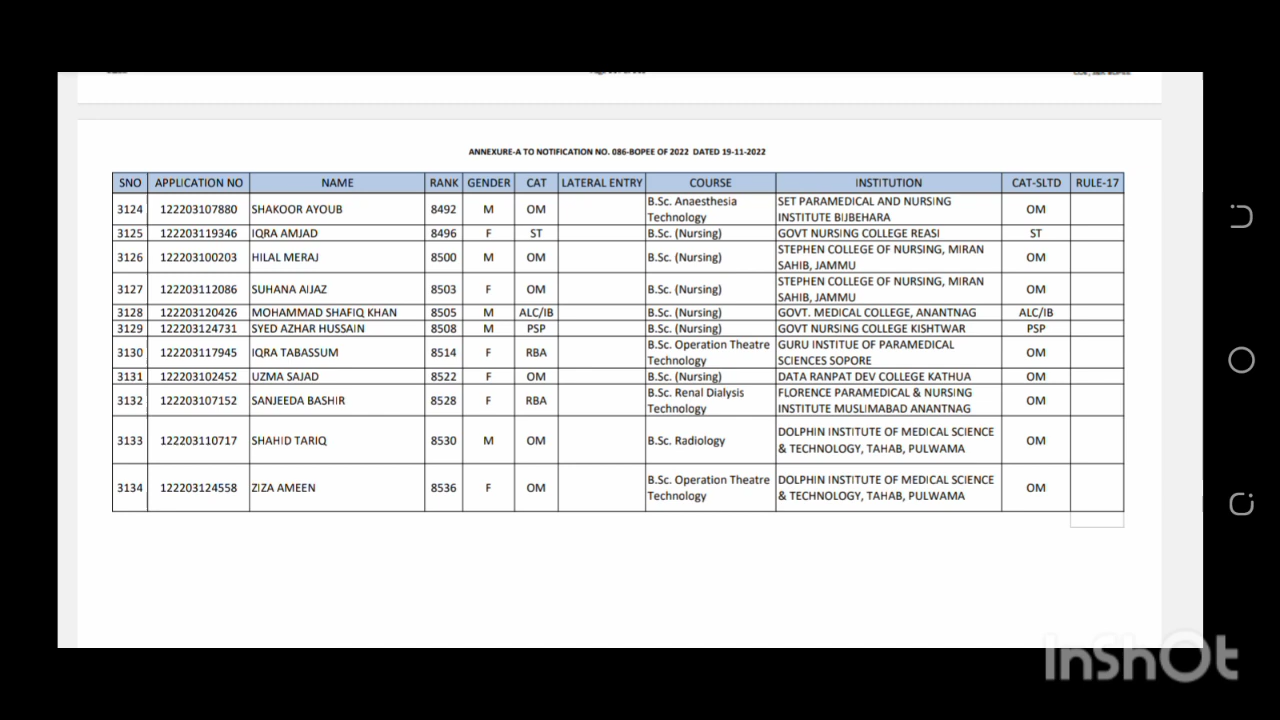 ANNEXURE-A TO NOTIFICATION NO. 086-BOPEE OF 2022 DATED 19-11-2022
SNO APPLICATION NO NAME RANK GENDER CAT LATERAL ENTRY COURSE INSTITUTION CAT-SLTD RULE-17
3124 122203107880 SHAKOOR AYOUB 8492 M OM B.Sc. Anaesthesia Technology SET PARAMEDICAL AND NURSING INSTITUTE BIJBEHARA OM
3125 122203119346 IQRA AMJAD 8496 F ST B.Sc. (Nursing) GOVT NURSING COLLEGE REASI ST
3126 122203100203 HILAL MERAJ 8500 M OM B.Sc. (Nursing) STEPHEN COLLEGE OF NURSING, MIRAN SAHIB, JAMMU OM
3127 122203112086 SUHANA AIJAZ 8503 F OM B.Sc. (Nursing) STEPHEN COLLEGE OF NURSING, MIRAN SAHIB, JAMMU OM
3128 122203120426 MOHAMMAD SHAFIQ KHAN 8505 M ALC/IB B.Sc. (Nursing) GOVT. MEDICAL COLLEGE, ANANTNAG ALC/IB
3129 122203124731 SYED AZHAR HUSSAIN 8508 M PSP B.Sc. (Nursing) GOVT NURSING COLLEGE KISHTWAR PSP
3130 122203117945 IQRA TABASSUM 8514 F RBA B.Sc. Operation Theatre Technology GURU INSTITUE OF PARAMEDICAL SCIENCES SOPORE OM
3131 122203102452 UZMA SAJAD 8522 F OM B.Sc. (Nursing) DATA RANPAT DEV COLLEGE KATHUA OM
3132 122203107152 SANJEEDA BASHIR 8528 F RBA B.Sc. Renal Dialysis Technology FLORENCE PARAMEDICAL & NURSING INSTITUTE MUSLIMABAD ANANTNAG OM
3133 122203110717 SHAHID TARIQ 8530 M OM B.Sc. Radiology DOLPHIN INSTITUTE OF MEDICAL SCIENCE & TECHNOLOGY, TAHAB, PULWAMA OM
3134 122203124558 ZIZA AMEEN 8536 F OM B.Sc. Operation Theatre Technology DOLPHIN INSTITUTE OF MEDICAL SCIENCE & TECHNOLOGY, TAHAB, PULWAMA OM
InShOt